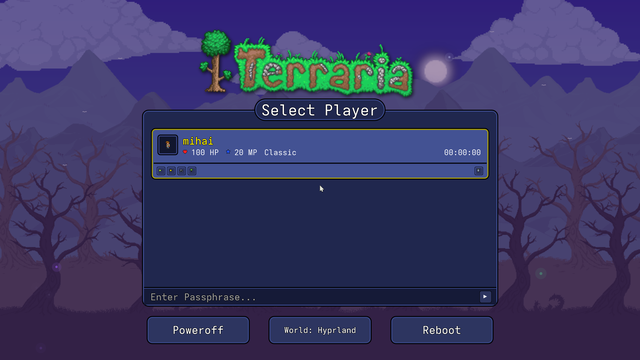 Terraria
Select Player
mihai
100 HP 20 MP Classic 00:00:00
Enter Passphrase...
Poweroff World: Hyprland Reboot